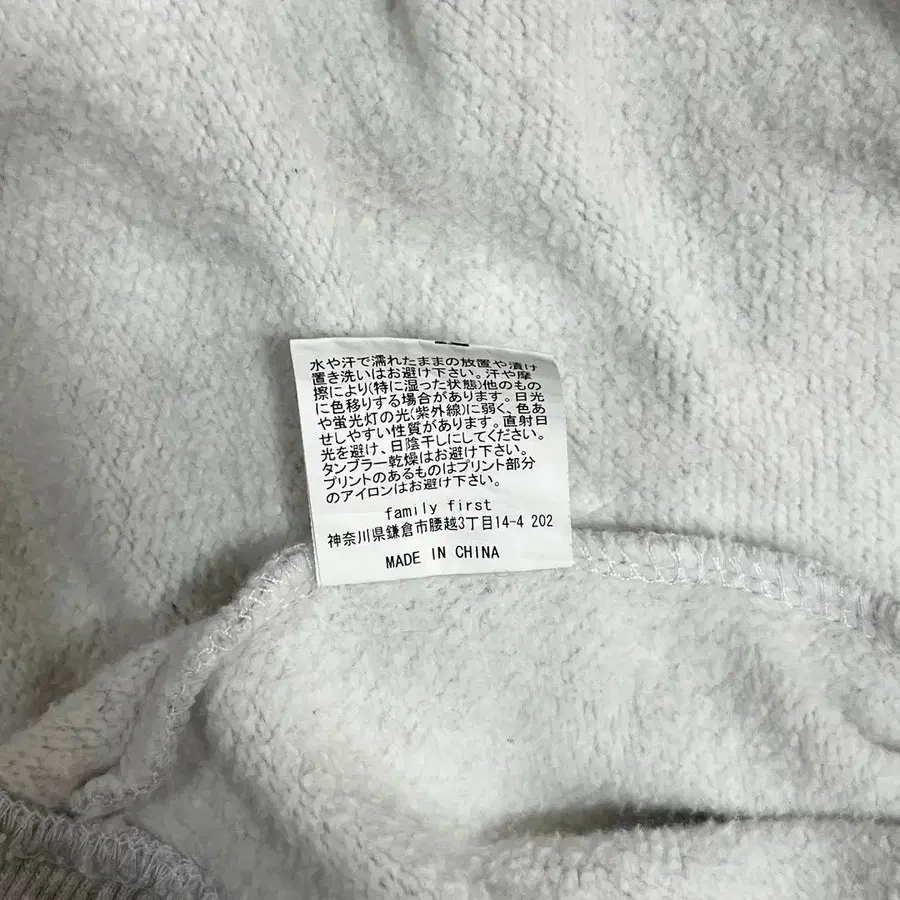 水や汗で濡れたままの放置や漬け
置き洗いはお避け下さい。汗や摩
擦により(特に湿った状態)他のもの
に色移りする場合があります。日光
や蛍光灯の光(紫外線)に弱く、色あ
せしやすい性質があります。直射日
光を避け、日陰干しにしてください。
タンブラー乾燥はお避け下さい。
プリントのあるものはプリント部分
のアイロンはお避け下さい。
family first
神奈川県鎌倉市腰越3丁目14-4 202
MADE IN CHINA